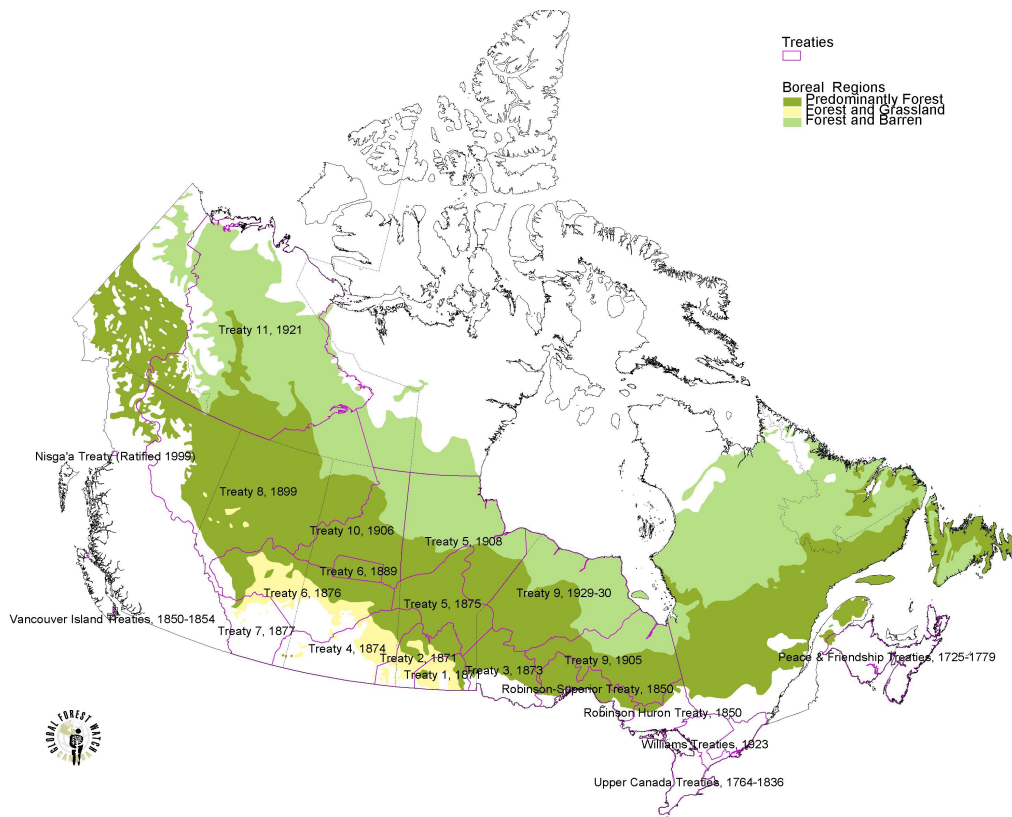 Treaties
Boreal Regions
Predominantly Forest
Forest and Grassland
Forest and Barren
Treaty 11, 1921
Nisga'a Treaty (Ratified 1999)
Treaty 8, 1899
Treaty 10, 1906
Treaty 5, 1908
Treaty 6, 1889
Treaty 6, 1876
Treaty 9, 1929-30
Treaty 5, 1875
Vancouver Island Treaties, 1850-1854
Treaty 7, 1877
Treaty 4, 1874
Treaty 2, 1871
Treaty 9, 1905
Peace & Friendship Treaties, 1725-1779
Treaty 3, 1873
Treaty 1, 1871
Robinson-Superior Treaty, 1850
Robinson Huron Treaty, 1850
Williams Treaties, 1923
Upper Canada Treaties, 1764-1836
GLOBAL FOREST WATCH
CANADA